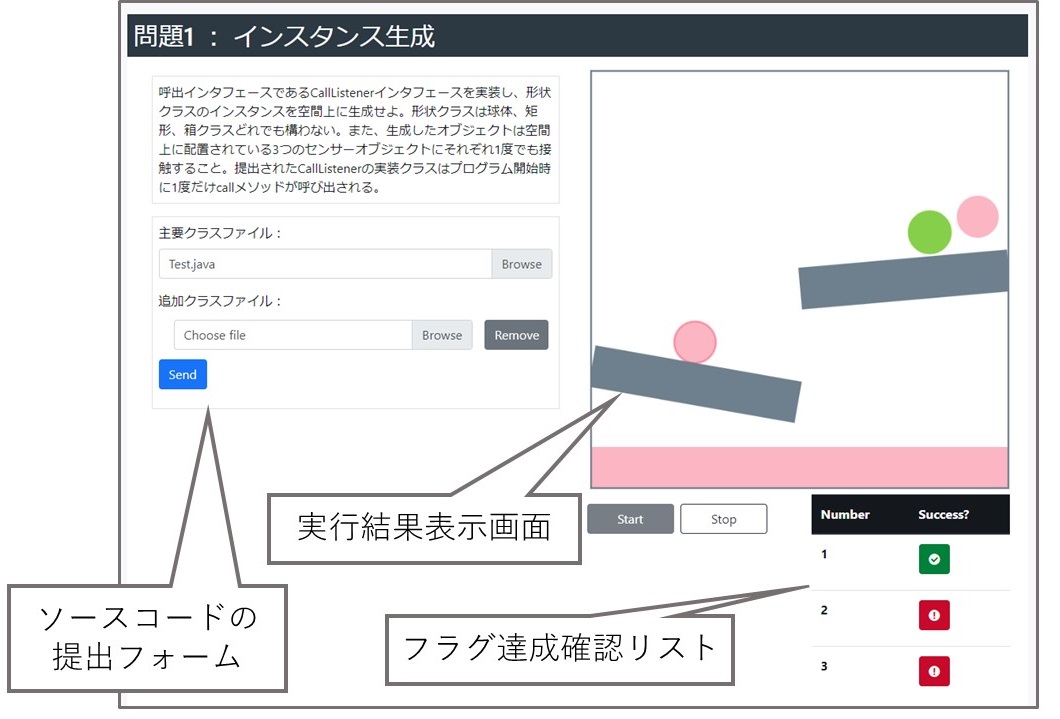 問題1 : インスタンス生成
呼出インタフェースであるCallListenerインタフェースを実装し、形状
クラスのインスタンスを空間上に生成せよ。形状クラスは球体、矩
形、箱クラスどれでも構わない。また、生成したオブジェクトは空間
上に配置されている3つのセンサーオブジェクトにそれぞれ1度でも接
触すること。提出されたCallListenerの実装クラスはプログラム開始時
に1度だけcallメソッドが呼び出される。
主要クラスファイル：
Test.java
Browse
追加クラスファイル：
Choose file
Browse
Remove
Send
実行結果表示画面
Start
Stop
Number
Success?
1
2
3
ソースコードの
提出フォーム
フラグ達成確認リスト